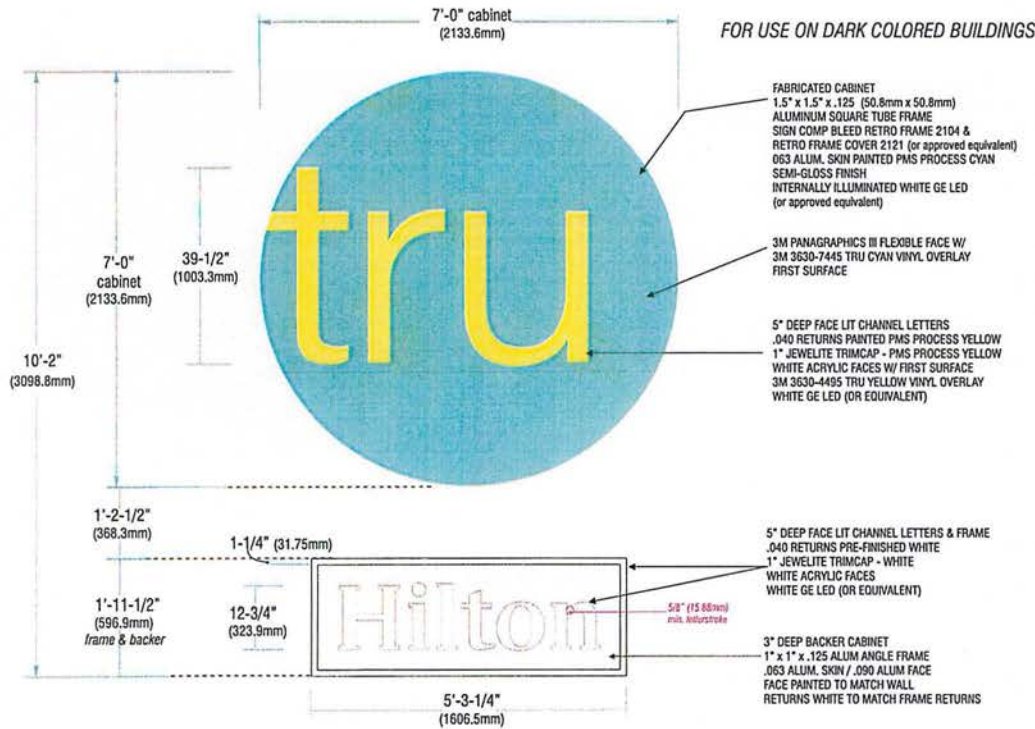 7'-0" cabinet
(2133.6mm)
FOR USE ON DARK COLORED BUILDINGS
FABRICATED CABINET
1.5" x 1.5" x .125 (50.8mm x 50.8mm)
ALUMINUM SQUARE TUBE FRAME
SIGN COMP BLEED RETRO FRAME 2104 &
RETRO FRAME COVER 2121 (or approved equivalent)
063 ALUM. SKIN PAINTED PMS PROCESS CYAN
SEMI-GLOSS FINISH
INTERNALLY ILLUMINATED WHITE GE LED
(or approved equivalent)
tru
39-1/2"
(1003.3mm)
7'-0"
cabinet
(2133.6mm)
3M PANAGRAPHICS III FLEXIBLE FACE W/
3M 3630-7445 TRU CYAN VINYL OVERLAY
FIRST SURFACE
10'-2"
(3098.8mm)
5" DEEP FACE LIT CHANNEL LETTERS
.040 RETURNS PAINTED PMS PROCESS YELLOW
1" JEWELITE TRIMCAP - PMS PROCESS YELLOW
WHITE ACRYLIC FACES W/ FIRST SURFACE
3M 3630-4495 TRU YELLOW VINYL OVERLAY
WHITE GE LED (OR EQUIVALENT)
1'-2-1/2"
(368.3mm)
1-1/4" (31.75mm)
5" DEEP FACE LIT CHANNEL LETTERS & FRAME
.040 RETURNS PRE-FINISHED WHITE
1" JEWELITE TRIMCAP - WHITE
WHITE ACRYLIC FACES
WHITE GE LED (OR EQUIVALENT)
1'-11-1/2"
(596.9mm)
frame & backer
12-3/4"
(323.9mm)
Hilton
5/8" (15.88mm)
min. letterstroke
3" DEEP BACKER CABINET
1" x 1" x .125 ALUM ANGLE FRAME
.063 ALUM. SKIN / .090 ALUM FACE
FACE PAINTED TO MATCH WALL
RETURNS WHITE TO MATCH FRAME RETURNS
5'-3-1/4"
(1606.5mm)